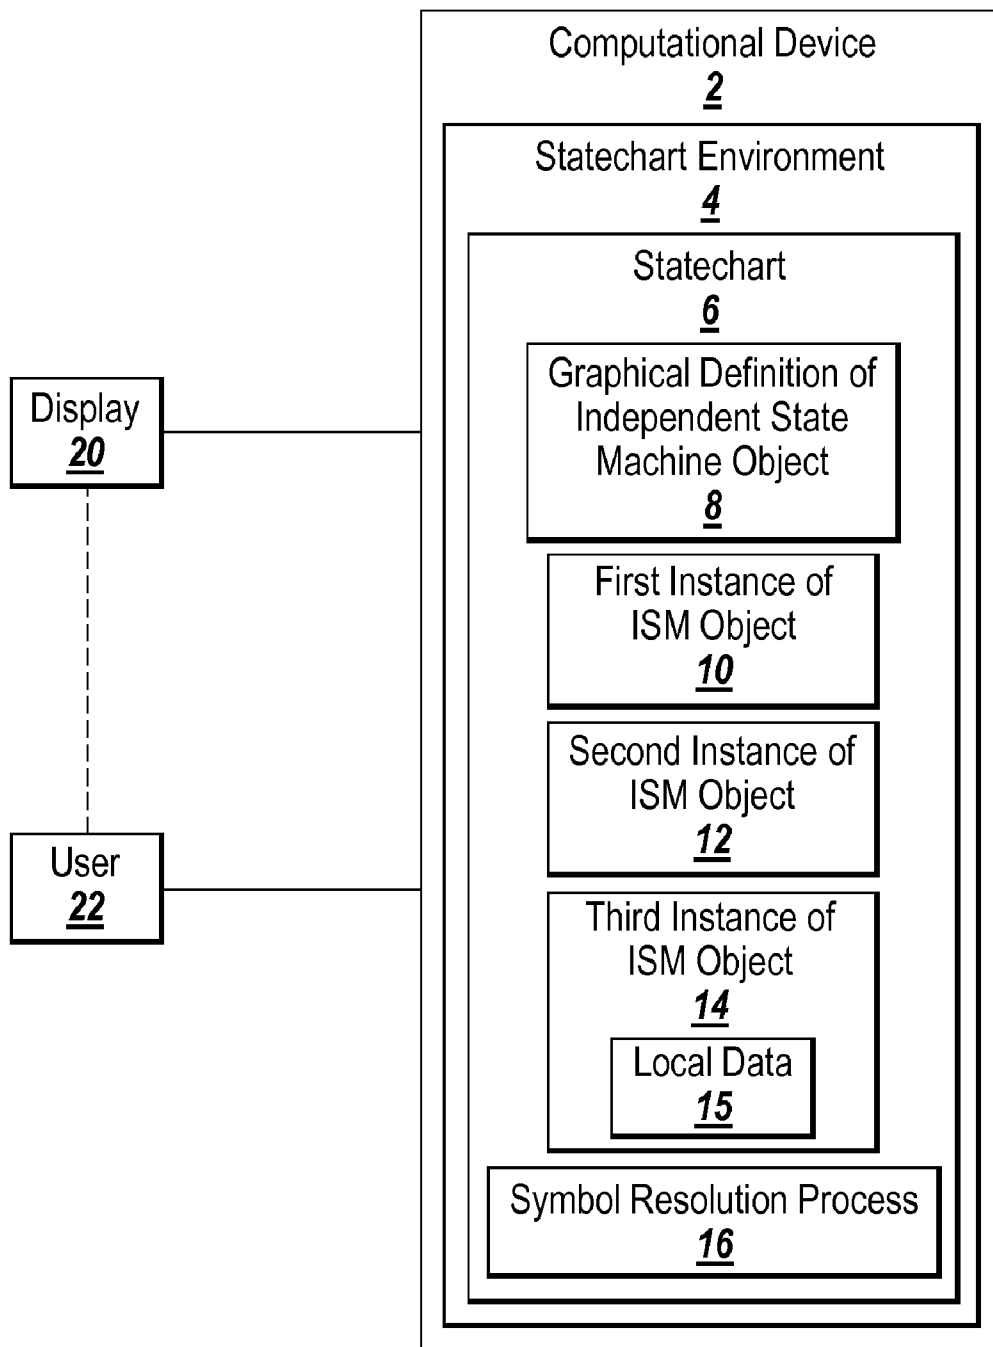 Computational Device
2
Statechart Environment
4
Statechart
6
Graphical Definition of
Independent State
Machine Object
8
First Instance of
ISM Object
10
Second Instance of
ISM Object
12
Third Instance of
ISM Object
14
Local Data
15
Symbol Resolution Process
16
Display
20
User
22